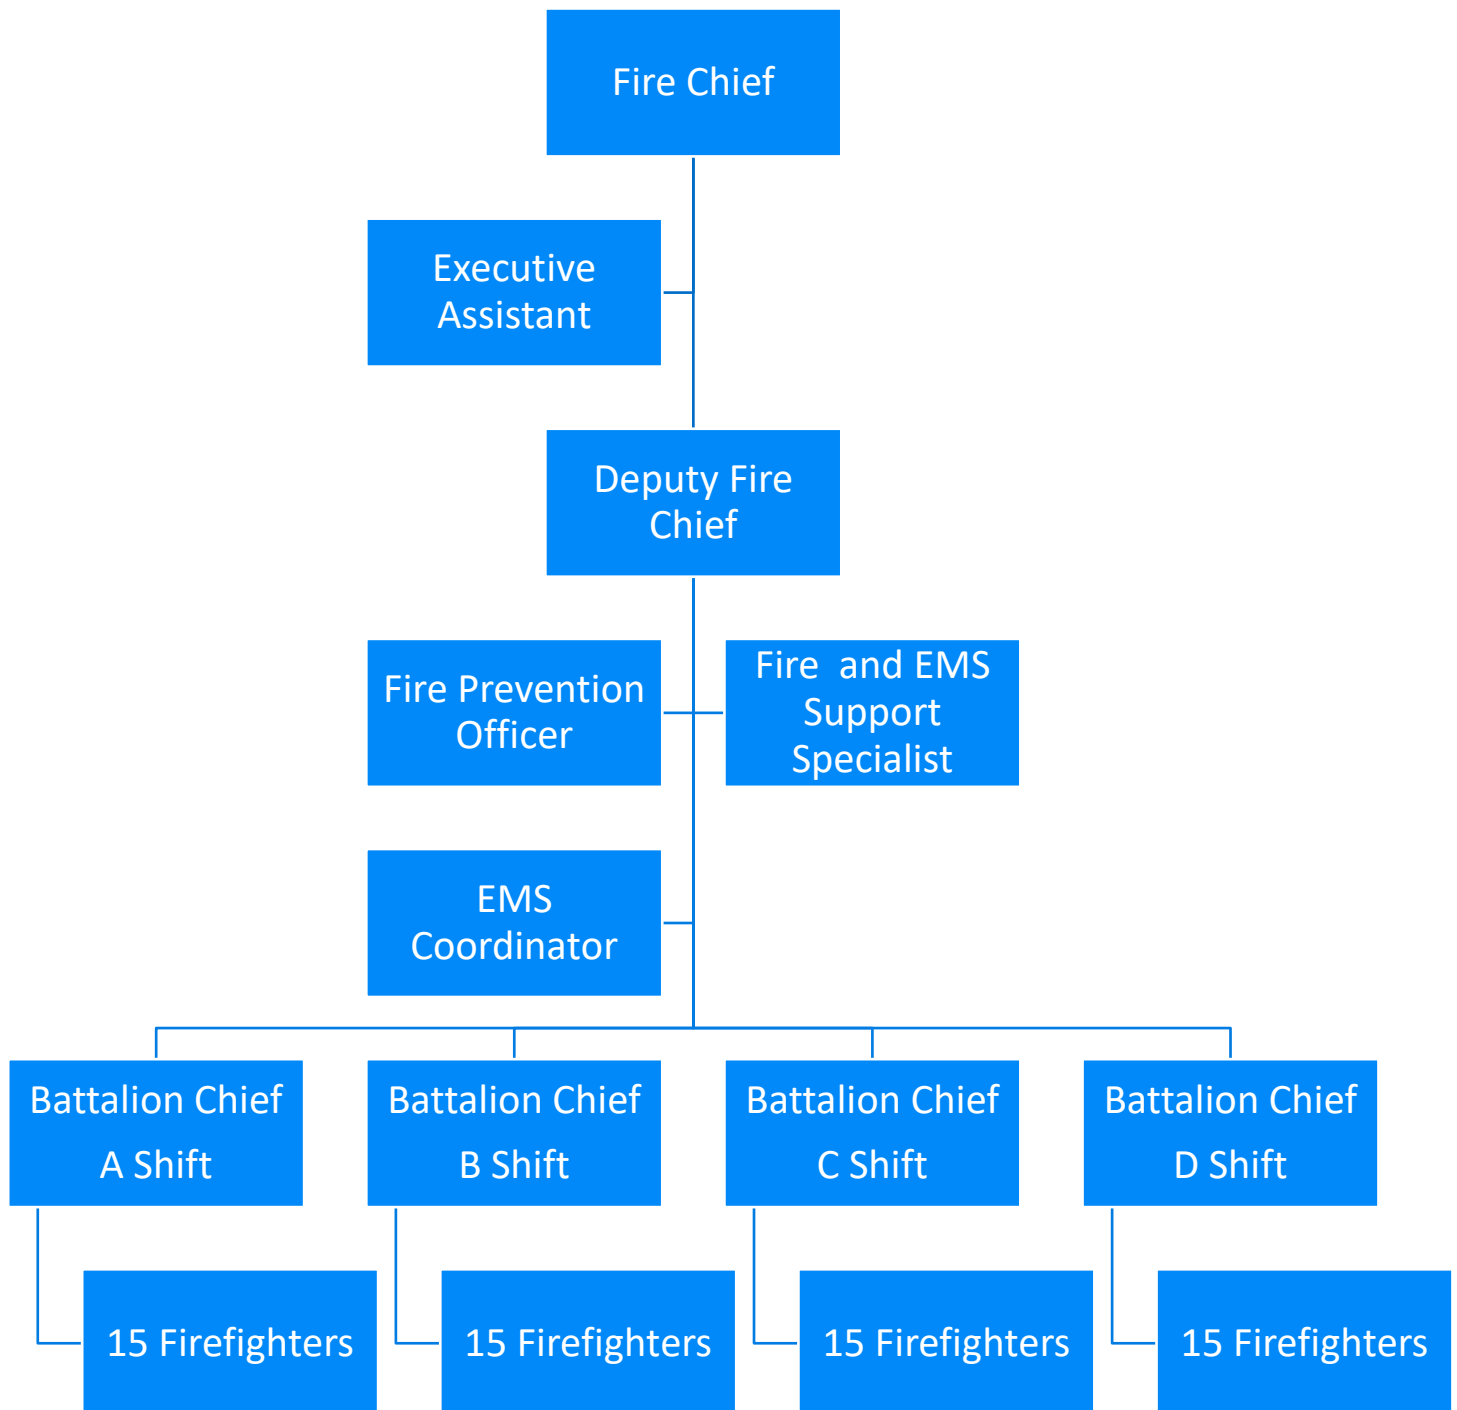 Fire Chief
Executive
Assistant
Deputy Fire
Chief
Fire Prevention
Officer
Fire  and EMS
Support
Specialist
EMS
Coordinator
Battalion Chief
A Shift
Battalion Chief
B Shift
Battalion Chief
C Shift
Battalion Chief
D Shift
15 Firefighters
15 Firefighters
15 Firefighters
15 Firefighters